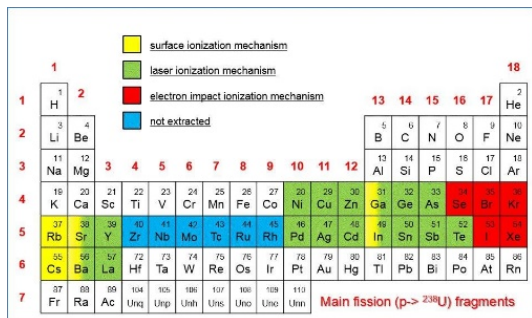 1
surface ionization mechanism
18
1 H
2
laser ionization mechanism
2 He
1
electron impact ionization mechanism
13 14 15 16 17
2
3 Li 4 Be
not extracted
5 B 6 C 7 N 8 O 9 F 10 Ne
3
11 Na 12 Mg
3 4 5 6 7 8 9 10 11 12
13 Al 14 Si 15 P 16 S 17 Cl 18 Ar
4
19 20 21 22 23 24 25 26 27 28 29 30 31 32 33 34 35 36
K Ca Sc Ti V Cr Mn Fe Co Ni Cu Zn Ga Ge As Se Br Kr
5
37 38 39 40 41 42 43 44 45 46 47 48 49 50 51 52 53 54
Rb Sr Y Zr Nb Mo Tc Ru Rh Pd Ag Cd In Sn Sb Te I Xe
6
55 56 57 72 73 74 75 76 77 78 79 80 81 82 83 84 85 86
Cs Ba La Hf Ta W Re Os Ir Pt Au Hg Tl Pb Bi Po At Rn
7
87 88 89 104 105 106 107 108 109 110
Fr Ra Ac Unq Unp Unh Uns Uno Une Unn
Main fission (p-> 238U) fragments